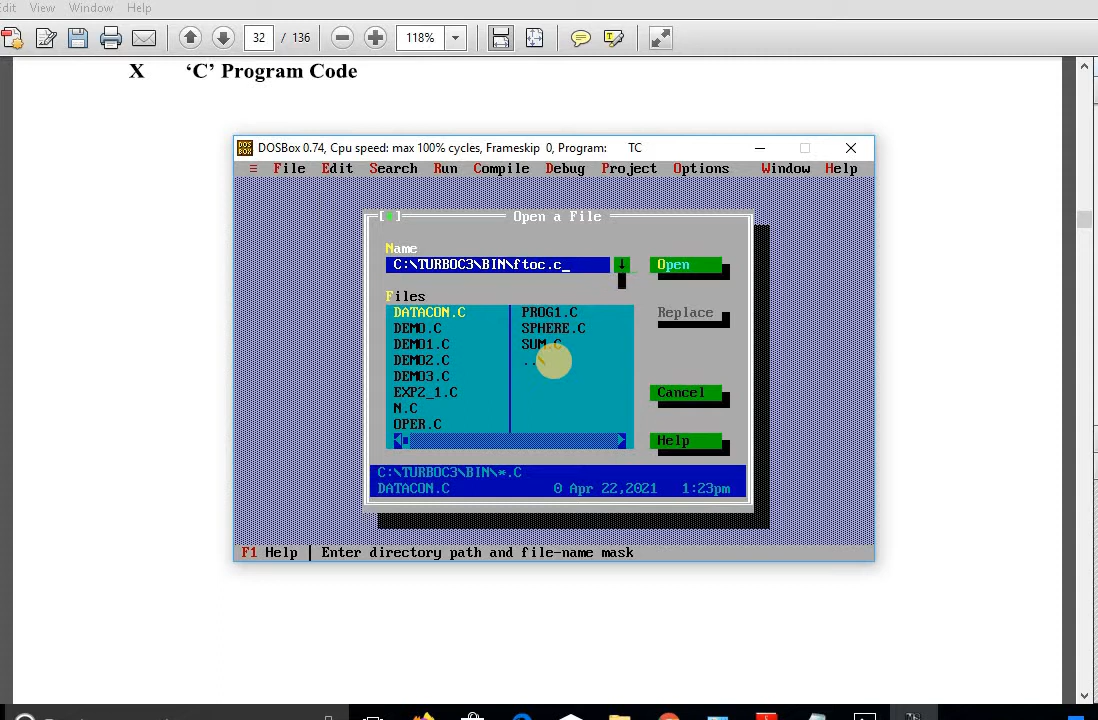 Edit View Window Help
32 / 136 118%
X ‘C’ Program Code
DOSBox 0.74, Cpu speed: max 100% cycles, Frameskip 0, Program: TC
≡ File Edit Search Run Compile Debug Project Options Window Help
Open a File
Name
C:\TURBOC3\BIN\ftoc.c_
Open
Files
DATACON.C PROG1.C
Replace
DEMO.C SPHERE.C
DEMO1.C SUM.C
DEMO2.C ..\
DEMO3.C
EXP2_1.C
Cancel
N.C
OPER.C
Help
C:\TURBOC3\BIN\*.C
DATACON.C 0 Apr 22,2021 1:23pm
F1 Help | Enter directory path and file-name mask